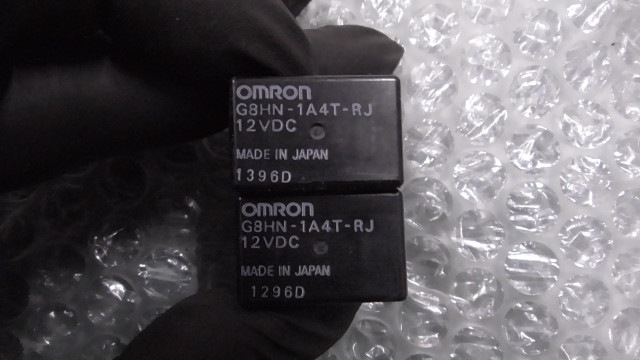 OMRON
G8HN-1A4T-RJ
12VDC
MADE IN JAPAN
1396D
OMRON
G8HN-1A4T-RJ
12VDC
MADE IN JAPAN
1296D